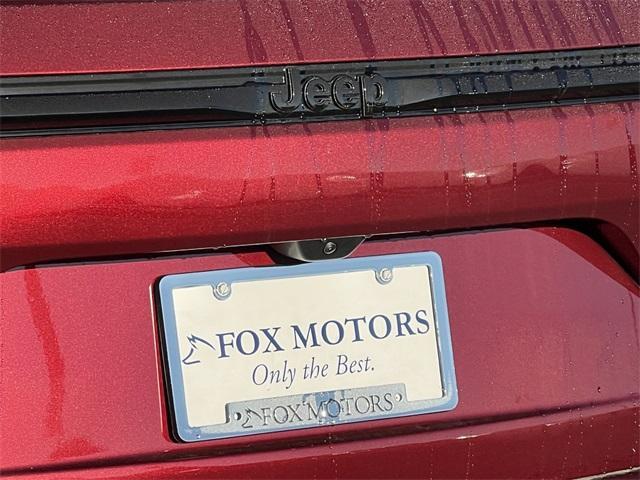 Jeep
FOX MOTORS
Only the Best.
FOX MOTORS